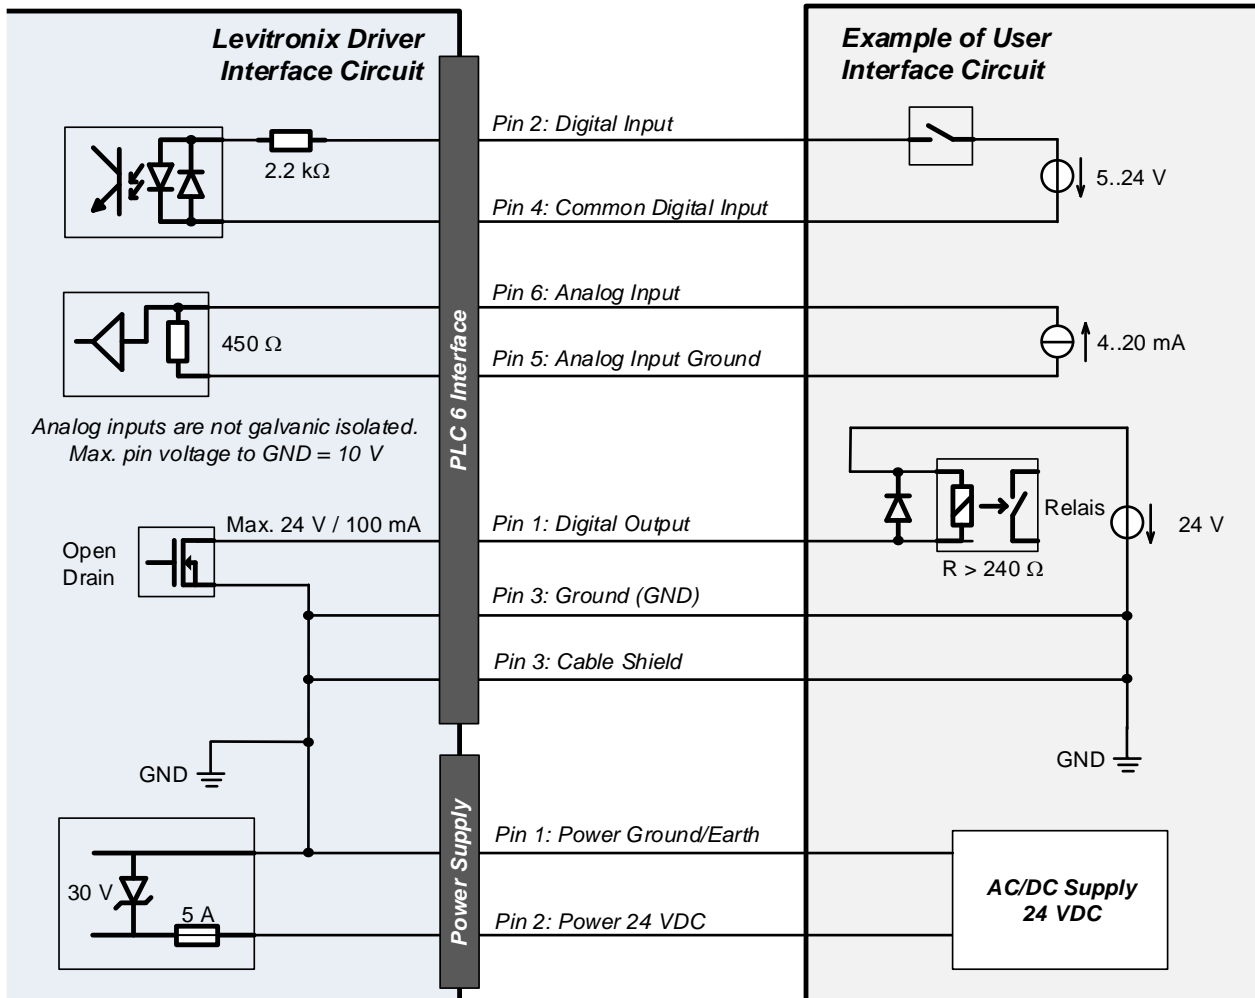 Levitronix Driver
Interface Circuit
Example of User
Interface Circuit
Pin 2: Digital Input
2.2 kΩ
5..24 V
Pin 4: Common Digital Input
Pin 6: Analog Input
450 Ω
4..20 mA
Pin 5: Analog Input Ground
PLC 6 Interface
Analog inputs are not galvanic isolated.
Max. pin voltage to GND = 10 V
Max. 24 V / 100 mA
Pin 1: Digital Output
Relais
24 V
Open
Drain
R > 240 Ω
Pin 3: Ground (GND)
Pin 3: Cable Shield
GND
GND
Power Supply
Pin 1: Power Ground/Earth
30 V
5 A
Pin 2: Power 24 VDC
AC/DC Supply
24 VDC